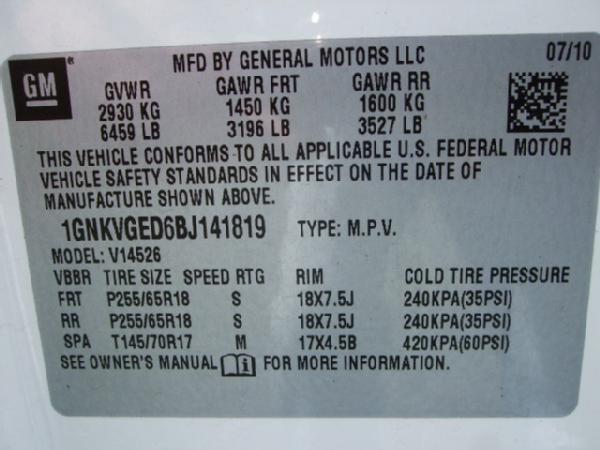 GM ®
MFD BY GENERAL MOTORS LLC 07/10
GVWR GAWR FRT GAWR RR
2930 KG 1450 KG 1600 KG
6459 LB 3196 LB 3527 LB
THIS VEHICLE CONFORMS TO ALL APPLICABLE U.S. FEDERAL MOTOR
VEHICLE SAFETY STANDARDS IN EFFECT ON THE DATE OF
MANUFACTURE SHOWN ABOVE.
1GNKVGED6BJ141819 TYPE: M.P.V.
MODEL: V14526
VBBR TIRE SIZE SPEED RTG RIM COLD TIRE PRESSURE
FRT P255/65R18 S 18X7.5J 240KPA(35PSI)
RR P255/65R18 S 18X7.5J 240KPA(35PSI)
SPA T145/70R17 M 17X4.5B 420KPA(60PSI)
SEE OWNER'S MANUAL FOR MORE INFORMATION.